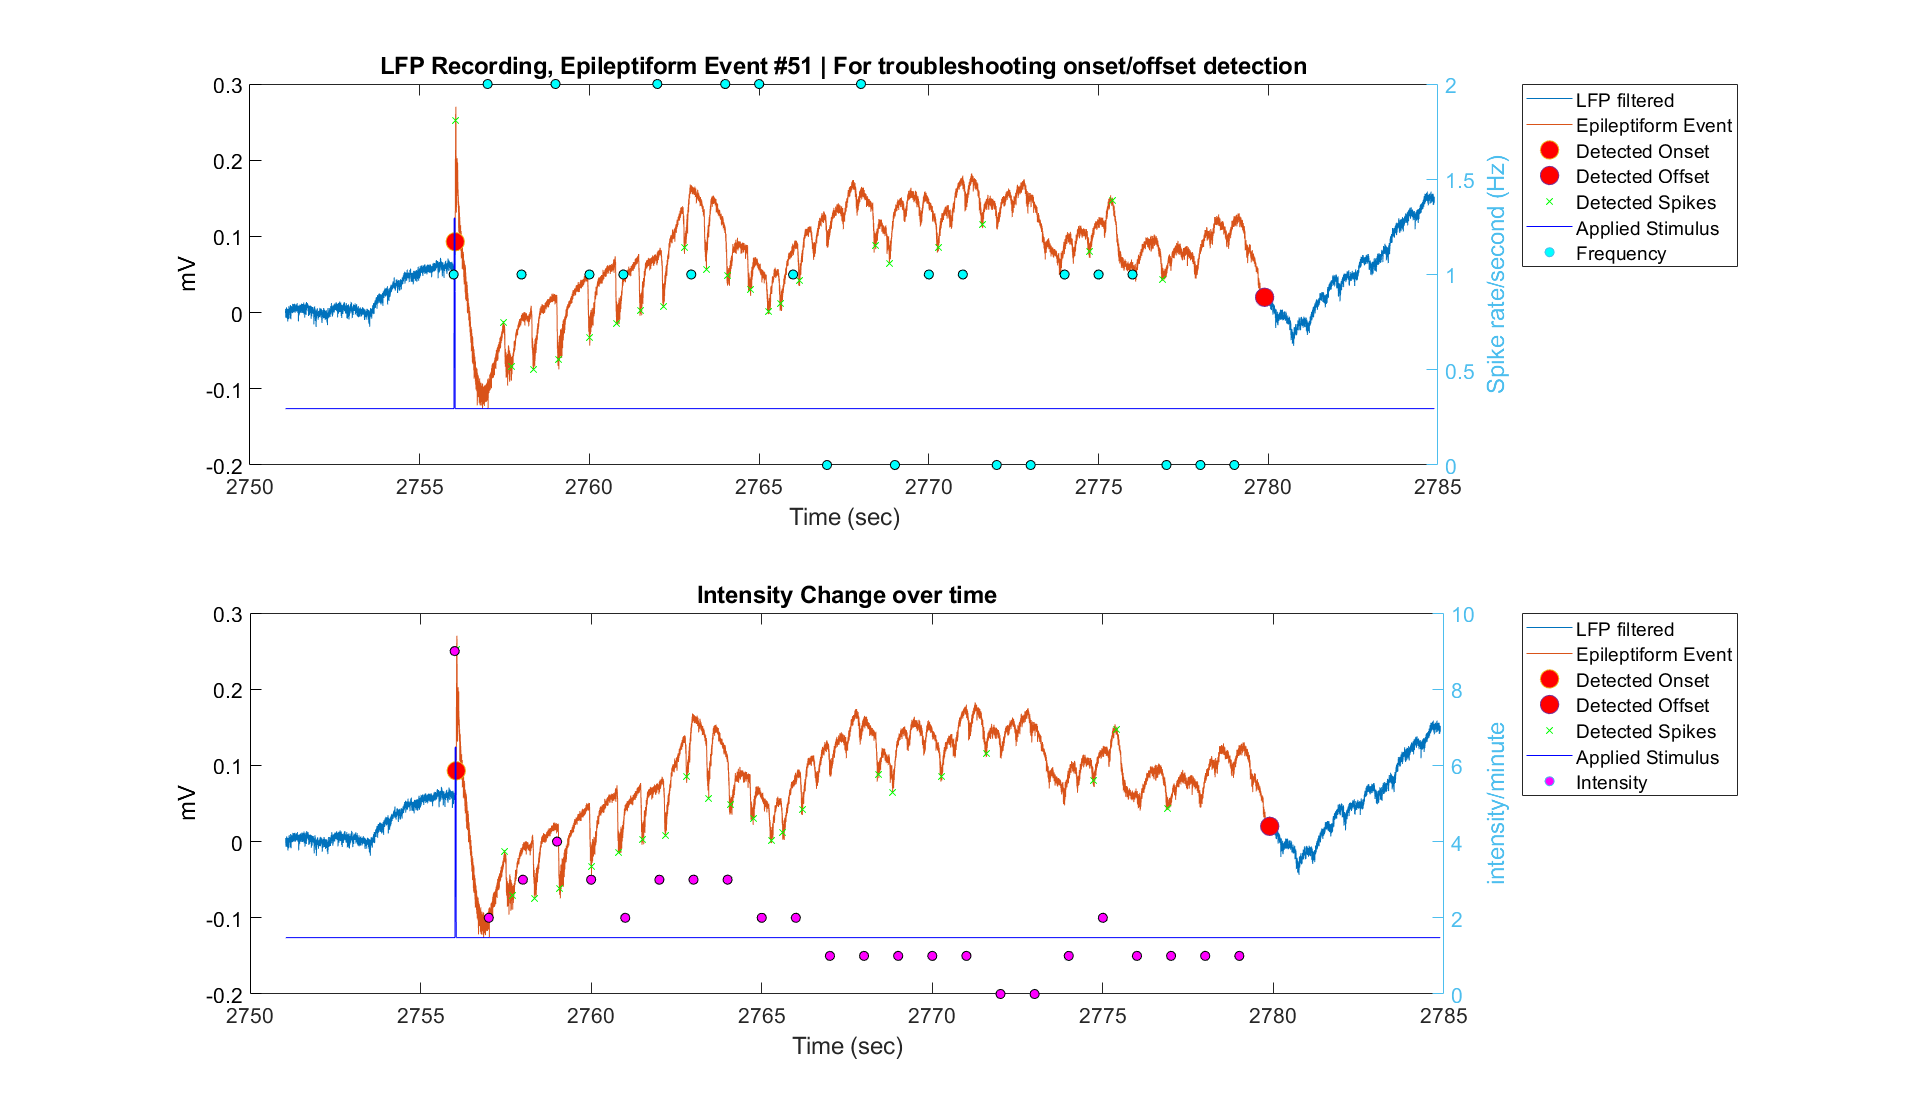 LFP Recording, Epileptiform Event #51 | For troubleshooting onset/offset detection
0.3
0.2
0.1
0
-0.1
-0.2
mV
2750
2755
2760
2765
2770
2775
2780
2785
Time (sec)
2
1.5
1
0.5
0
Spike rate/second (Hz)
LFP filtered
Epileptiform Event
Detected Onset
Detected Offset
Detected Spikes
Applied Stimulus
Frequency
Intensity Change over time
0.3
0.2
0.1
0
-0.1
-0.2
mV
2750
2755
2760
2765
2770
2775
2780
2785
Time (sec)
10
8
6
4
2
0
intensity/minute
LFP filtered
Epileptiform Event
Detected Onset
Detected Offset
Detected Spikes
Applied Stimulus
Intensity